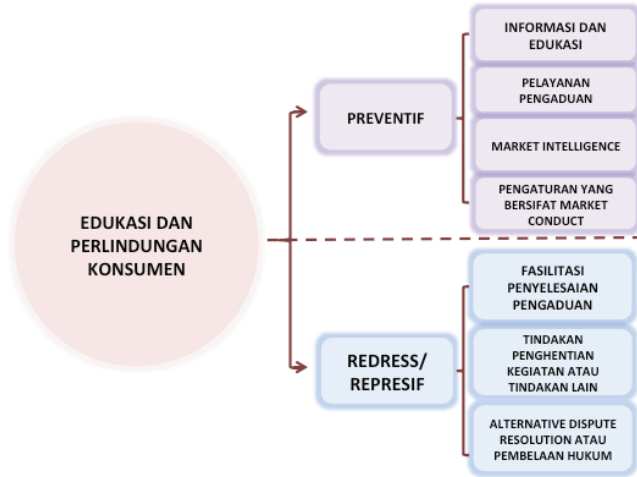 EDUKASI DAN
PERLINDUNGAN
KONSUMEN
PREVENTIF
INFORMASI DAN
EDUKASI
PELAYANAN
PENGADUAN
MARKET INTELLIGENCE
PENGATURAN YANG
BERSIFAT MARKET
CONDUCT
REDRESS/
REPRESIF
FASILITASI
PENYELESAIAN
PENGADUAN
TINDAKAN
PENGHENTIAN
KEGIATAN ATAU
TINDAKAN LAIN
ALTERNATIVE DISPUTE
RESOLUTION ATAU
PEMBELAAN HUKUM